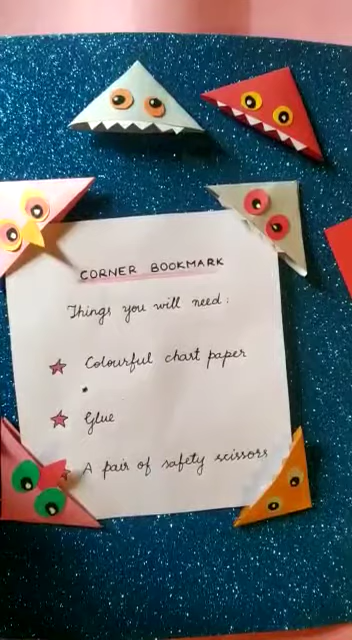 CORNER BOOKMARK
Things you will need:
Colourful chart paper
Glue
A pair of safety scissors